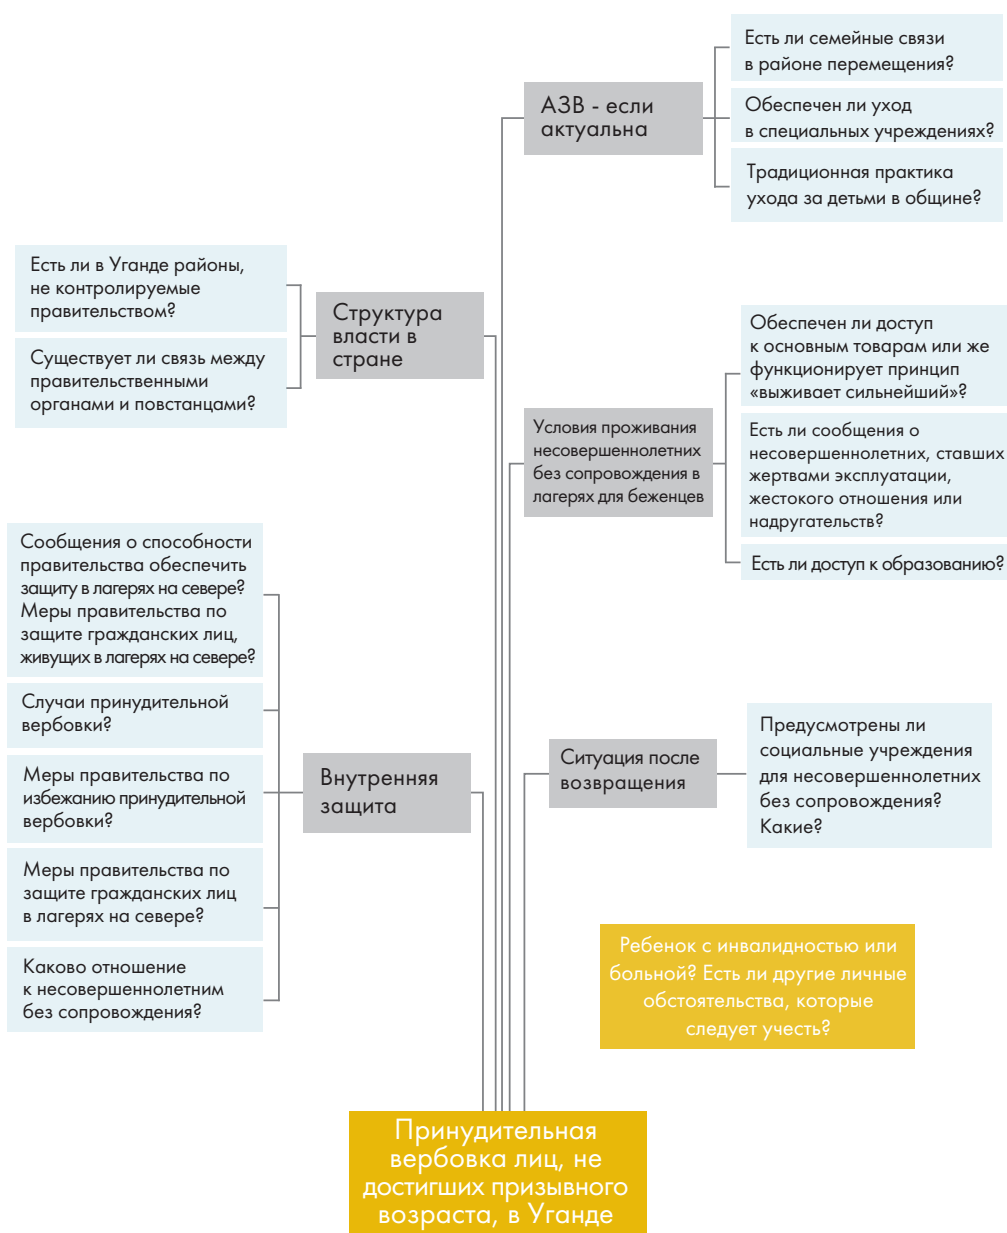 АЗВ - если
актуальна
Есть ли семейные связи
в районе перемещения?
Обеспечен ли уход
в специальных учреждениях?
Традиционная практика
ухода за детьми в общине?
Есть ли в Уганде районы,
не контролируемые
правительством?
Существует ли связь между
правительственными
органами и повстанцами?
Структура
власти в
стране
Условия проживания
несовершеннолетних
без сопровождения в
лагерях для беженцев
Обеспечен ли доступ
к основным товарам или же
функционирует принцип
«выживает сильнейший»?
Есть ли сообщения о
несовершеннолетних, ставших
жертвами эксплуатации,
жестокого отношения или
надругательств?
Есть ли доступ к образованию?
Сообщения о способности
правительства обеспечить
защиту в лагерях на севере?
Меры правительства по
защите гражданских лиц,
живущих в лагерях на севере?
Случаи принудительной
вербовки?
Меры правительства по
избежанию принудительной
вербовки?
Меры правительства по
защите гражданских лиц
в лагерях на севере?
Каково отношение
к несовершеннолетним
без сопровождения?
Внутренняя
защита
Ситуация после
возвращения
Предусмотрены ли
социальные учреждения
для несовершеннолетних
без сопровождения?
Какие?
Ребенок с инвалидностью или
больной? Есть ли другие личные
обстоятельства, которые
следует учесть?
Принудительная
вербовка лиц, не
достигших призывного
возраста, в Уганде